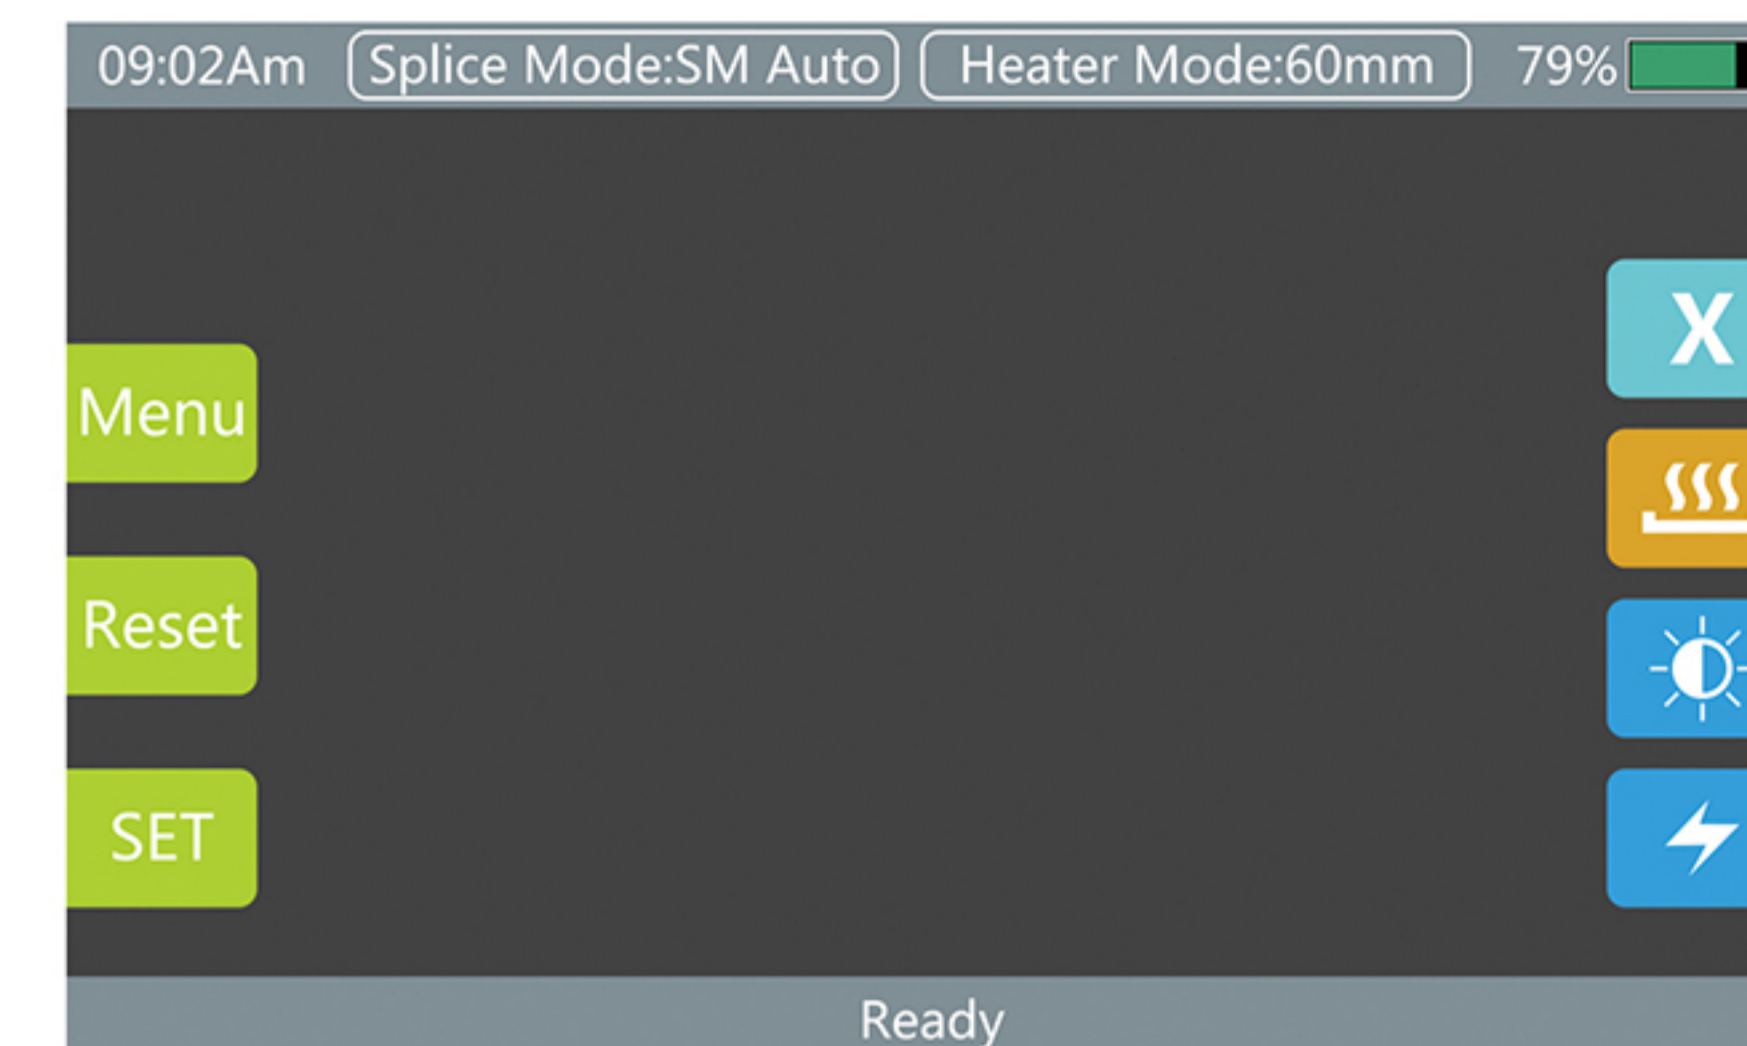 09:02Am Splice Mode:SM Auto Heater Mode:60mm 79%
X
Menu
Reset
SET
Ready